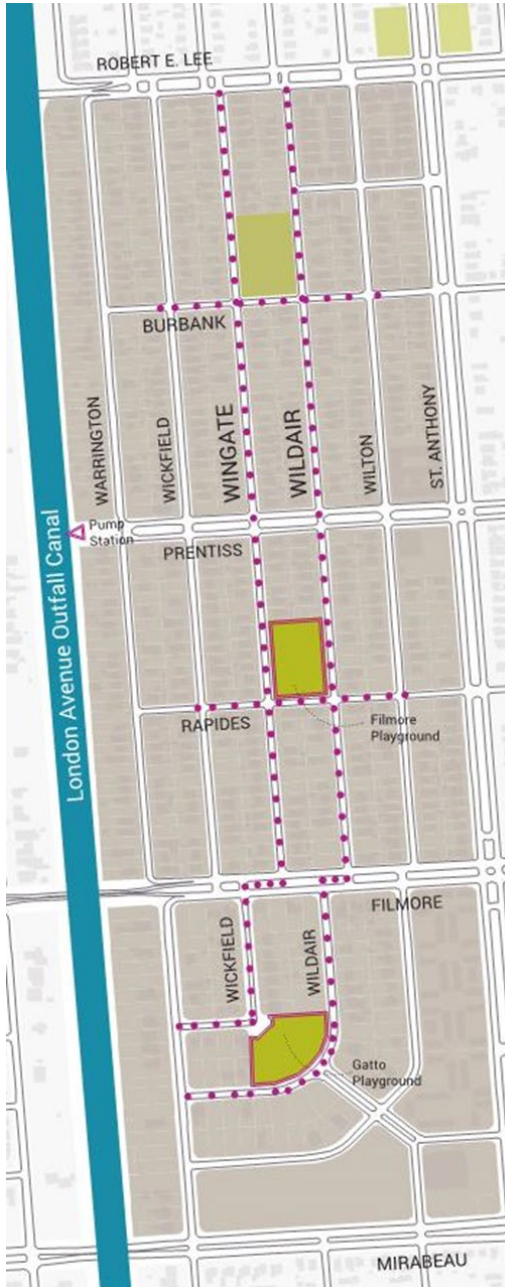 ROBERT E. LEE
BURBANK
WARRINGTON
WICKFIELD
WINGATE
WILDAIR
WILTON
ST. ANTHONY
Pump
Station
PRENTISS
London Avenue Outfall Canal
RAPIDES
Filmore
Playground
FILMORE
WICKFIELD
WILDAIR
Gatto
Playground
MIRABEAU